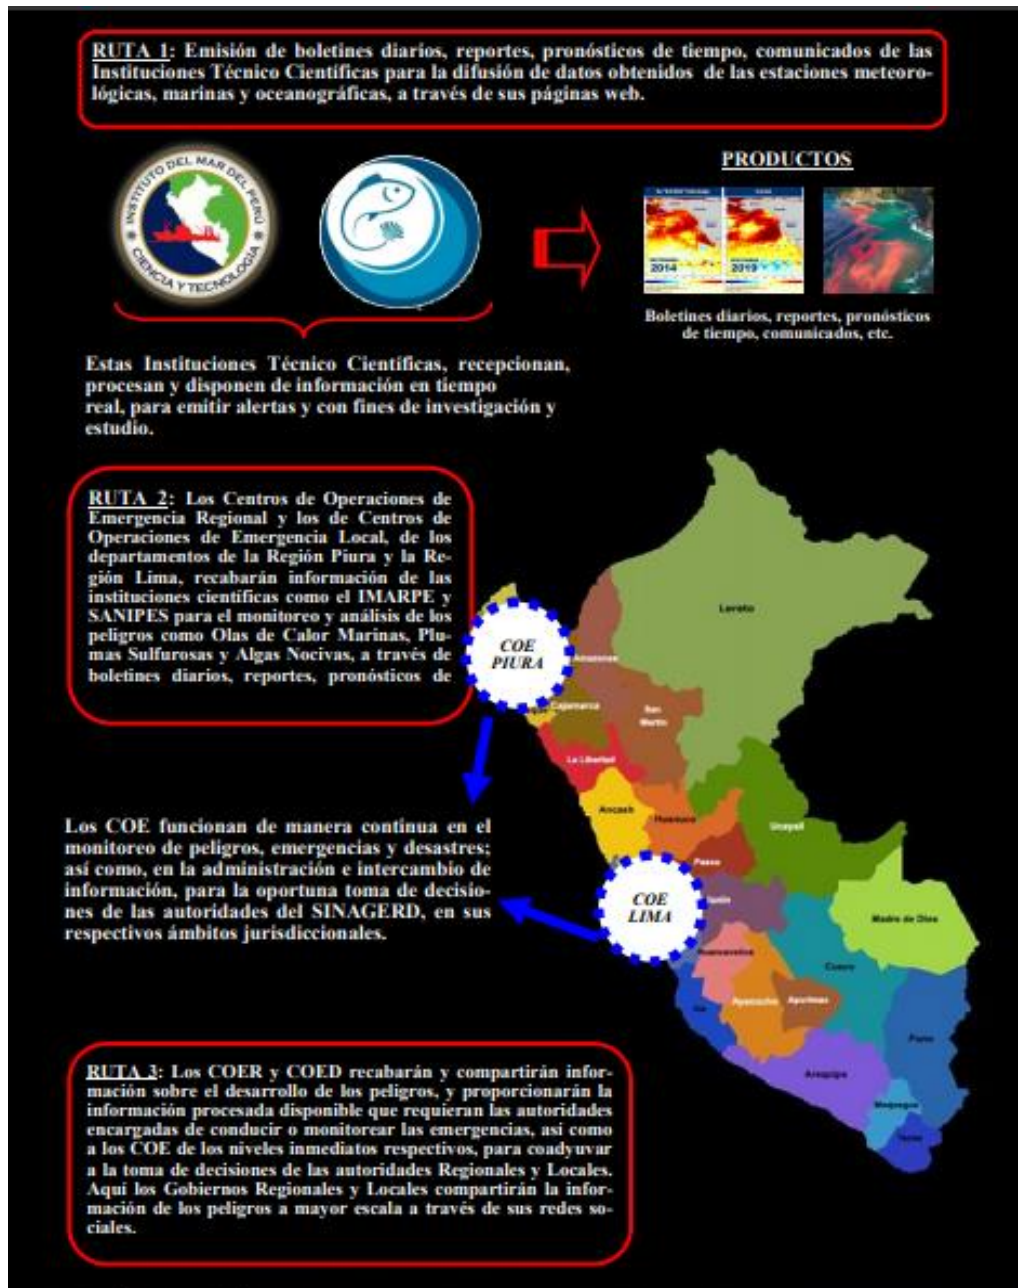 RUTA 1: Emisión de boletines diarios, reportes, pronósticos de tiempo, comunicados de las
Instituciones Técnico Científicas para la difusión de datos obtenidos de las estaciones meteoro-
lógicas, marinas y oceanográficas, a través de sus páginas web.
INSTITUTO DEL MAR DEL PERÚ
CIENCIA Y TECNOLOGÍA
PRODUCTOS
2014
2019
Boletines diarios, reportes, pronósticos
de tiempo, comunicados, etc.
Estas Instituciones Técnico Científicas, recepcionan,
procesan y disponen de información en tiempo
real, para emitir alertas y con fines de investigación y
estudio.
RUTA 2: Los Centros de Operaciones de
Emergencia Regional y los de Centros de
Operaciones de Emergencia Local, de los
departamentos de la Región Piura y la Re-
gión Lima, recabarán información de las
instituciones científicas como el IMARPE y
SANIPES para el monitoreo y análisis de los
peligros como Olas de Calor Marinas, Plu-
mas Sulfurosas y Algas Nocivas, a través de
boletines diarios, reportes, pronósticos de
Loreto
COE
PIURA
Amazonas
Cajamarca
San
Martín
La Libertad
Ancash
Huanuco
Ucayali
Pasco
COE
LIMA
Junín
Madre de Dios
Huancavelica
Cusco
Ica
Ayacucho
Apurimac
Puno
Arequipa
Moquegua
Tacna
Los COE funcionan de manera continua en el
monitoreo de peligros, emergencias y desastres;
así como, en la administración e intercambio de
información, para la oportuna toma de decisio-
nes de las autoridades del SINAGERD, en sus
respectivos ámbitos jurisdiccionales.
RUTA 3: Los COER y COED recabarán y compartirán infor-
mación sobre el desarrollo de los peligros, y proporcionarán la
información procesada disponible que requieran las autoridades
encargadas de conducir o monitorear las emergencias, así como
a los COE de los niveles inmediatos respectivos, para coadyuvar
a la toma de decisiones de las autoridades Regionales y Locales.
Aquí los Gobiernos Regionales y Locales compartirán la infor-
mación de los peligros a mayor escala a través de sus redes so-
ciales.